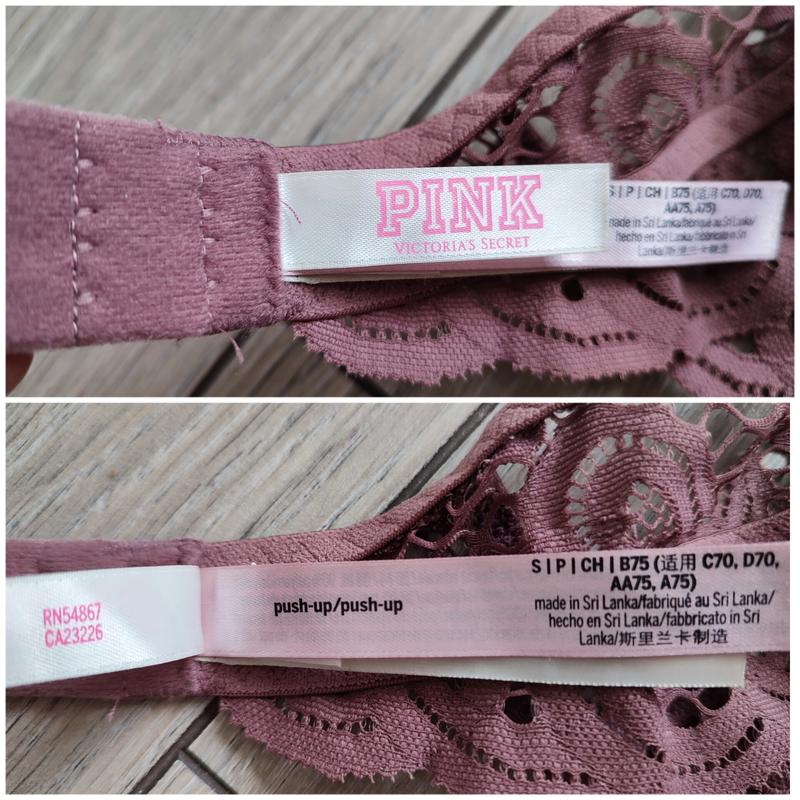 PINK
VICTORIA'S SECRET
S | P | CH | B75 (适用 C70, D70,
AA75, A75)
made in Sri Lanka/fabriqué au Sri Lanka/
hecho en Sri Lanka/fabbricato in Sri
Lanka/斯里兰卡制造
RN54867
CA23226
push-up/push-up
S | P | CH | B75 (适用 C70, D70,
AA75, A75)
made in Sri Lanka/fabriqué au Sri Lanka/
hecho en Sri Lanka/fabbricato in Sri
Lanka/斯里兰卡制造